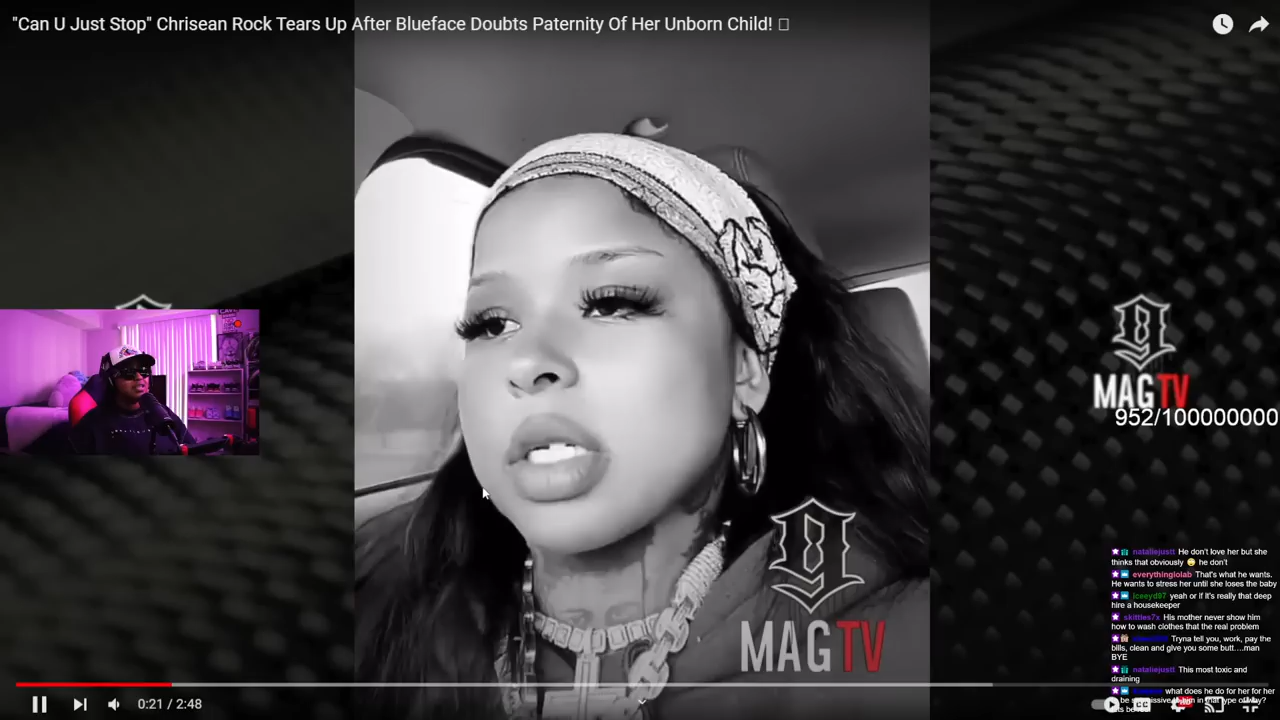 "Can U Just Stop" Chrisean Rock Tears Up After Blueface Doubts Paternity Of Her Unborn Child!
MAGTV
952/100000000
MAGTV
nataliejustt He don't love her but she
thinks that obviously he don't
everythinglolab That's what he wants.
He wants to stress her until she loses the baby
iceeyd97 yeah or if It's really that deep
hire a housekeeper
skittles7x His mother never show him
how to wash clothes that the real problem
Tryna tell you, work, pay the
bills, clean and give you some butt....man
BYE
nataliejustt This most toxic and
draining
what does he do for her for her
0:21 / 2:48